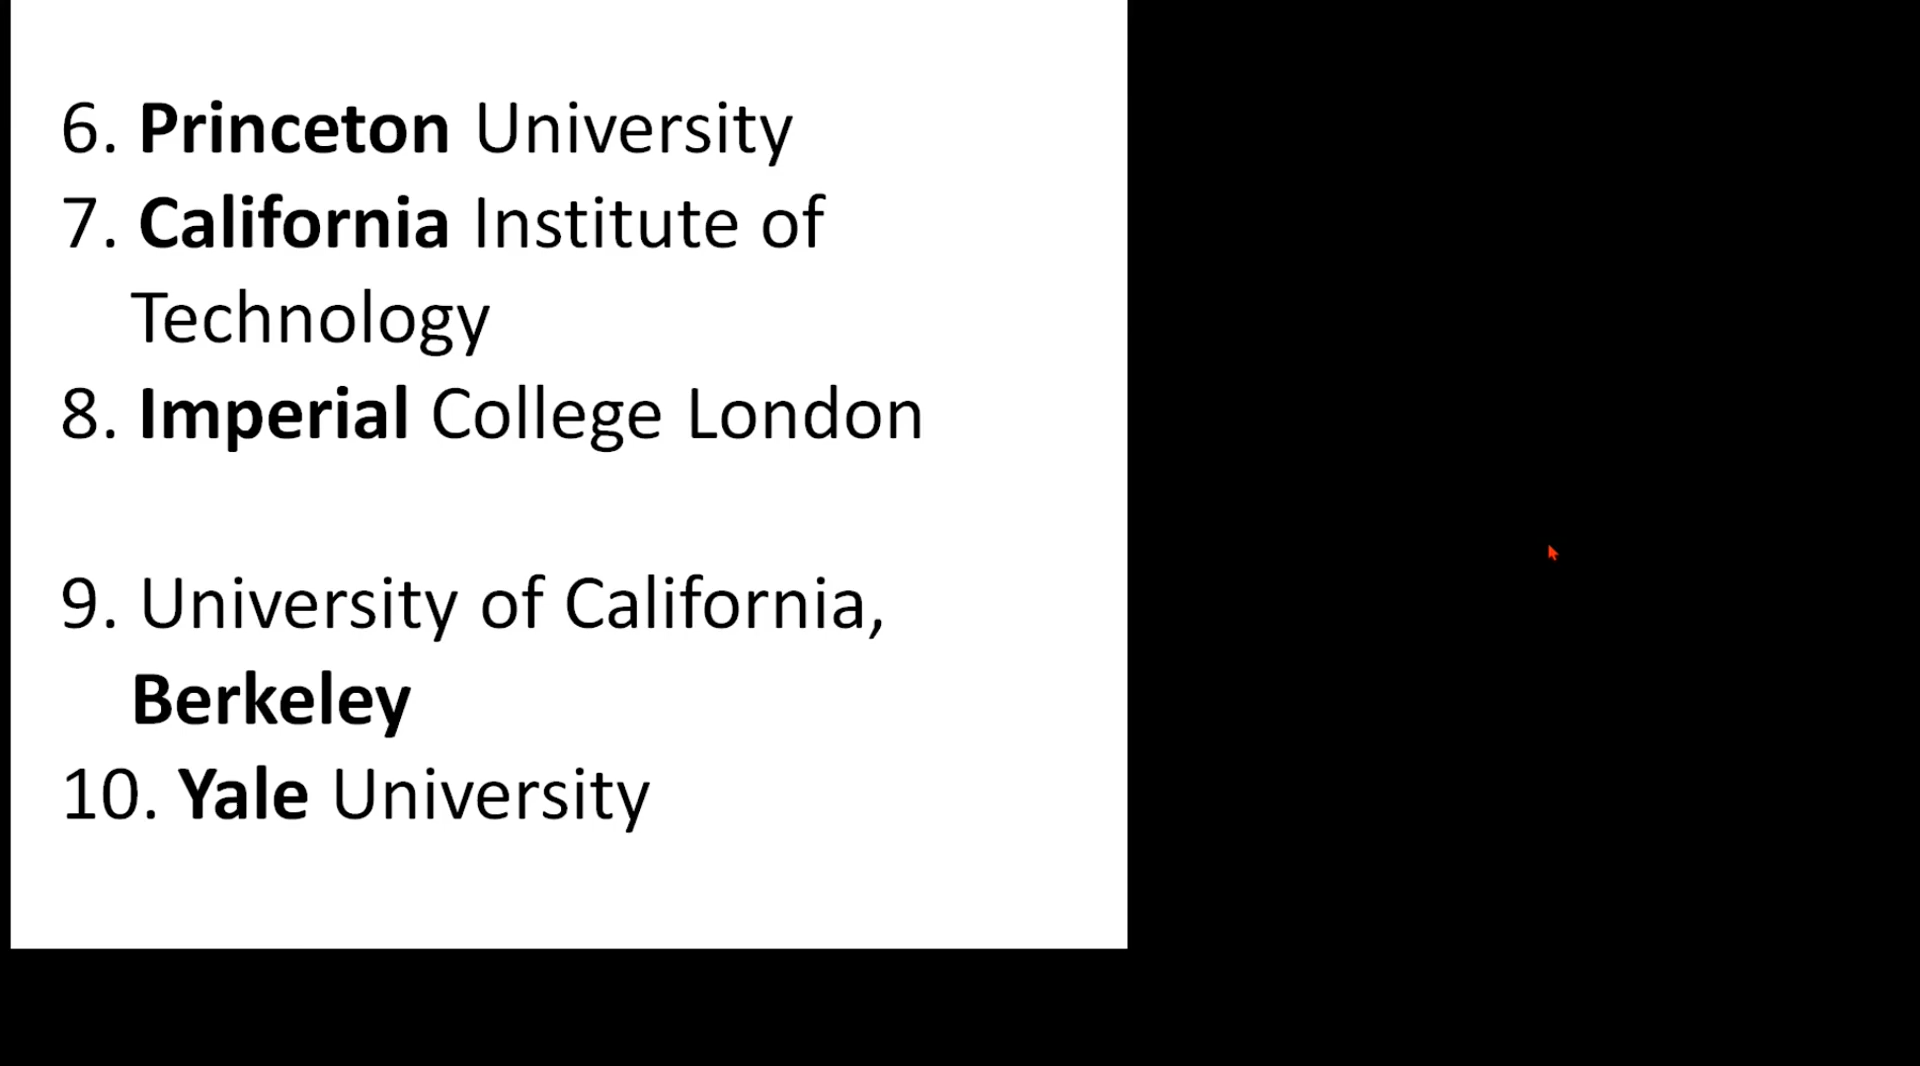 6. Princeton University
7. California Institute of
Technology
8. Imperial College London
9. University of California,
Berkeley
10. Yale University